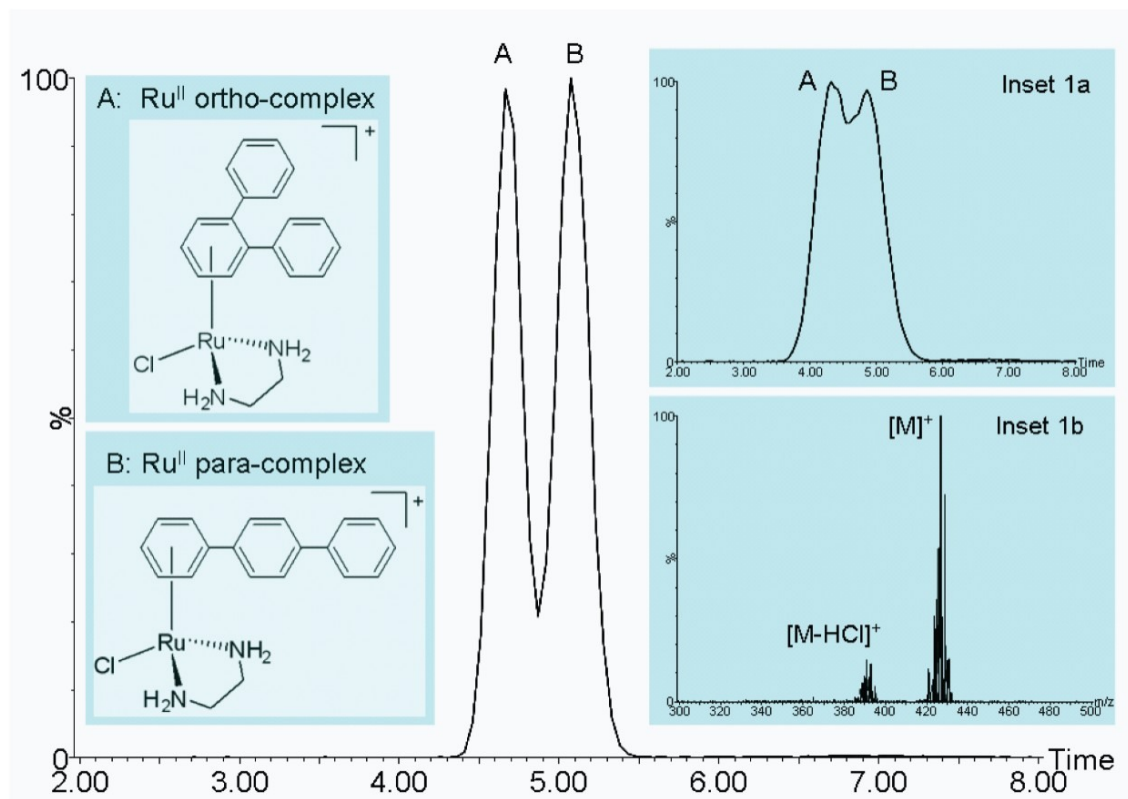 A B
100
%
0
2.00 3.00 4.00 5.00 6.00 7.00 8.00
Time
A: Ruᴵᴵ ortho-complex
+
Ru
Cl
NH₂
H₂N
B: Ruᴵᴵ para-complex
+
Ru
Cl
NH₂
H₂N
Inset 1a
A B
100
%
0
2.00 3.00 4.00 5.00 6.00 7.00 8.00
Time
Inset 1b
[M]⁺
[M-HCl]⁺
100
%
0
300 320 340 360 380 400 420 440 460 480 500
m/z